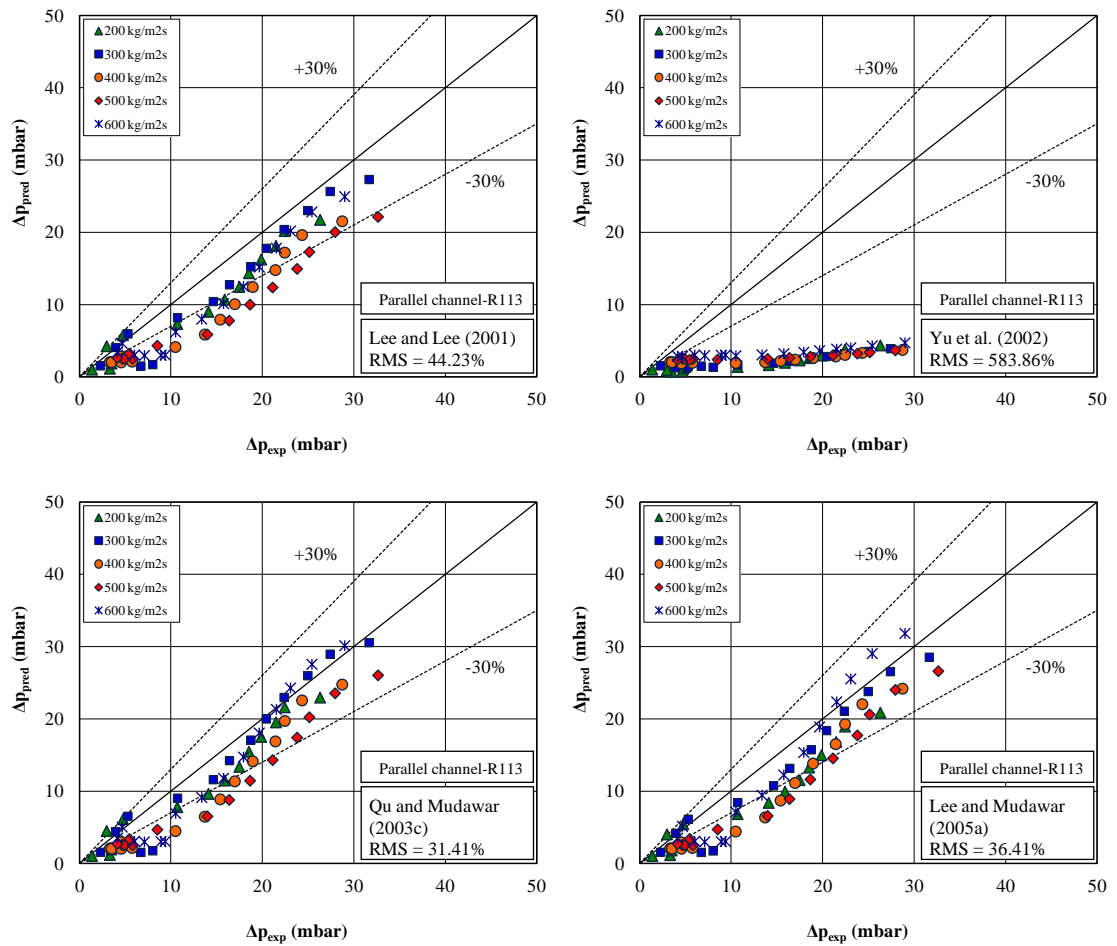 50
40
30
20
10
0
Δp_pred (mbar)
200 kg/m2s
300 kg/m2s
400 kg/m2s
500 kg/m2s
600 kg/m2s
+30%
-30%
Parallel channel-R113
Lee and Lee (2001)
RMS = 44.23%
0 10 20 30 40 50
Δp_exp (mbar)
50
40
30
20
10
0
Δp_pred (mbar)
200 kg/m2s
300 kg/m2s
400 kg/m2s
500 kg/m2s
600 kg/m2s
+30%
-30%
Parallel channel-R113
Yu et al. (2002)
RMS = 583.86%
0 10 20 30 40 50
Δp_exp (mbar)
50
40
30
20
10
0
Δp_pred (mbar)
200 kg/m2s
300 kg/m2s
400 kg/m2s
500 kg/m2s
600 kg/m2s
+30%
-30%
Parallel channel-R113
Qu and Mudawar
(2003c)
RMS = 31.41%
0 10 20 30 40 50
Δp_exp (mbar)
50
40
30
20
10
0
Δp_pred (mbar)
200 kg/m2s
300 kg/m2s
400 kg/m2s
500 kg/m2s
600 kg/m2s
+30%
-30%
Parallel channel-R113
Lee and Mudawar
(2005a)
RMS = 36.41%
0 10 20 30 40 50
Δp_exp (mbar)